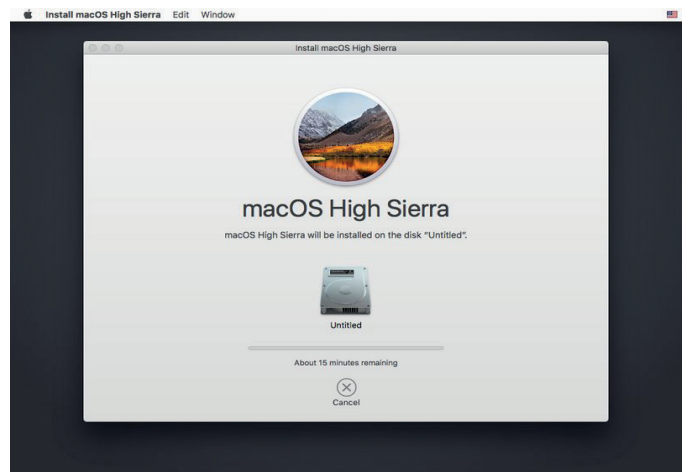 Install macOS High Sierra Edit Window
Install macOS High Sierra
macOS High Sierra
macOS High Sierra will be installed on the disk "Untitled".
Untitled
About 15 minutes remaining
Cancel